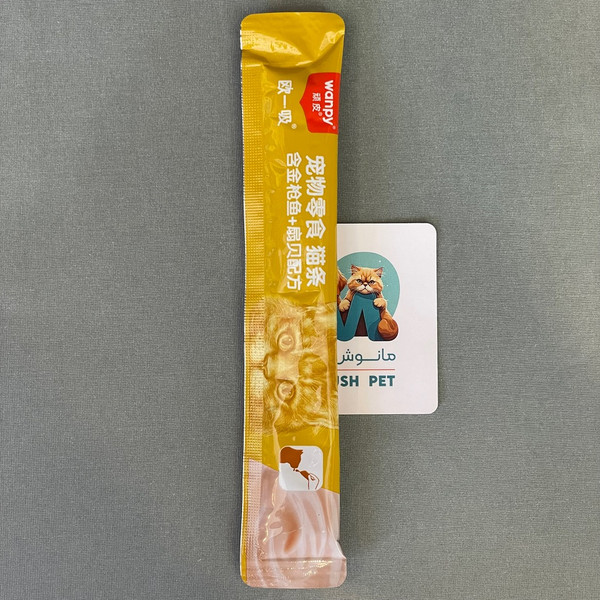 wanpy®
顽皮®
欧一吸®
宠物零食 猫条
含金枪鱼+扇贝配方
مانـوش
USH PET